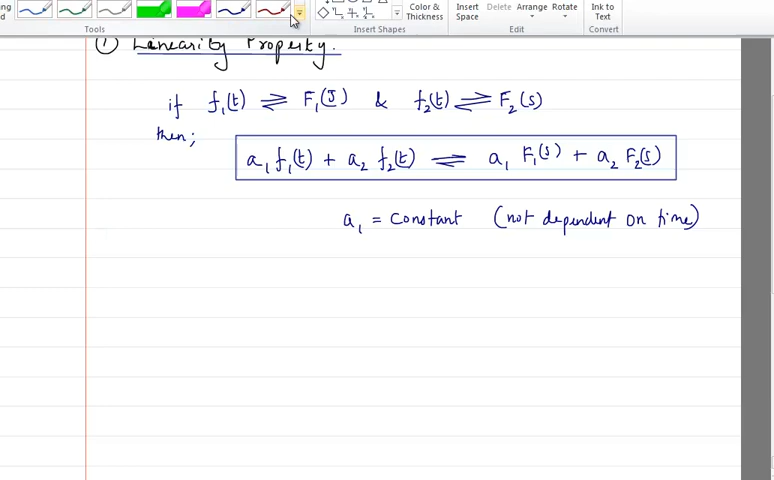 Color & Thickness
Insert Space
Delete
Arrange
Rotate
Ink to Text
Tools
Insert Shapes
Edit
Convert
① Linearity Property.
if f₁(t) ⇌ F₁(s) & f₂(t) ⇌ F₂(s)
then;
a₁ f₁(t) + a₂ f₂(t) ⇌ a₁ F₁(s) + a₂ F₂(s)
a₁ = Constant (not dependent on time)